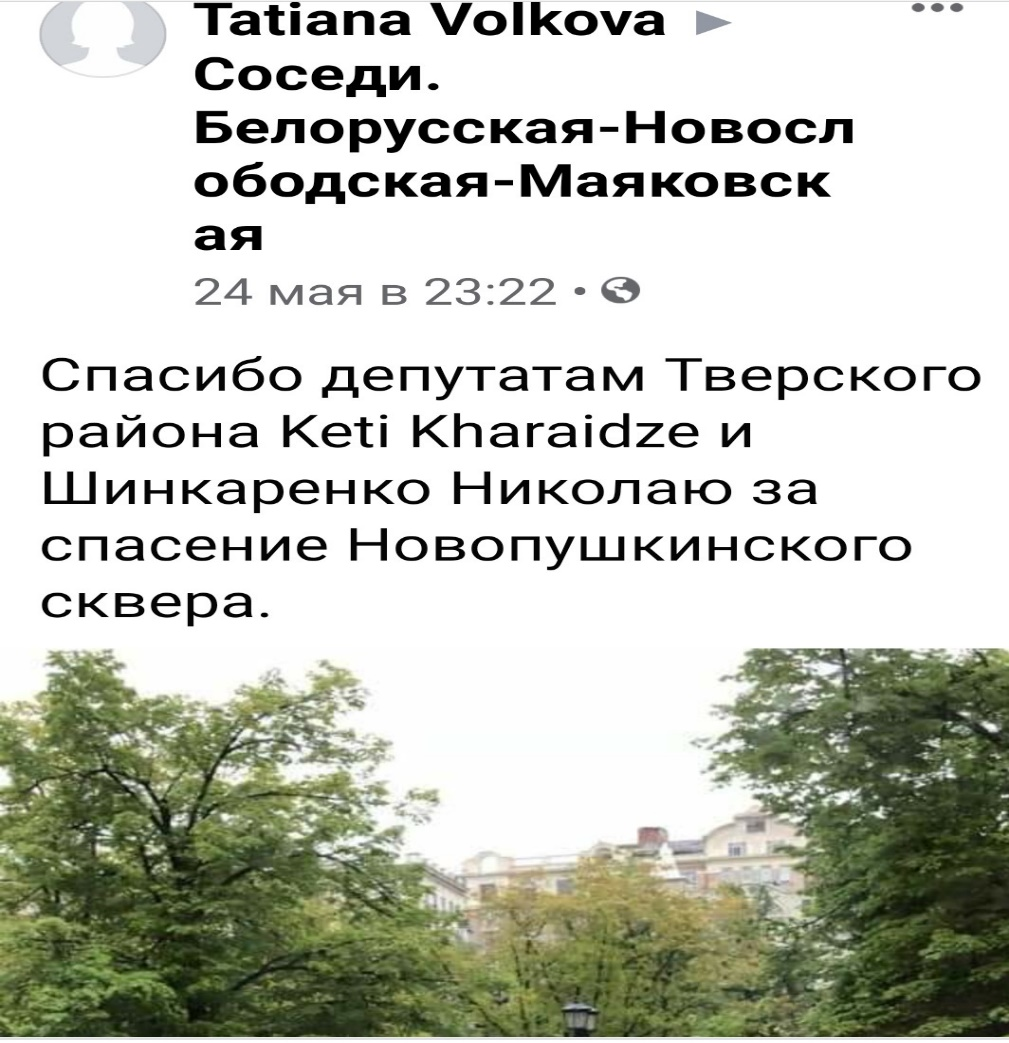 Tatiana Volkova
Соседи.
Белорусская-Новосл
ободская-Маяковск
ая
24 мая в 23:22 •
Спасибо депутатам Тверского
района Keti Kharaidze и
Шинкаренко Николаю за
спасение Новопушкинского
сквера.